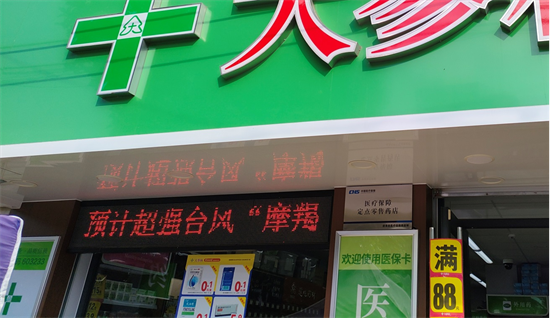 大参
预计超强台风“摩羯
CHS
医疗保障
定点零售药店
欢迎使用医保卡
医
满
88